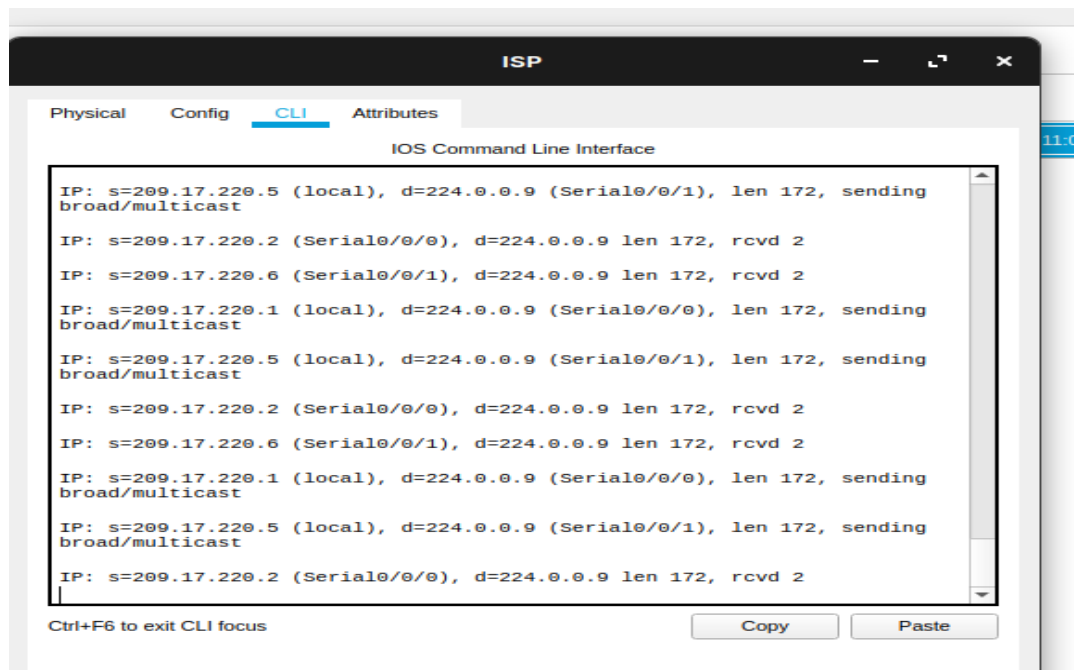 ISP
Physical Config CLI Attributes
IOS Command Line Interface
11:0
IP: s=209.17.220.5 (local), d=224.0.0.9 (Serial0/0/1), len 172, sending
broad/multicast
IP: s=209.17.220.2 (Serial0/0/0), d=224.0.0.9 len 172, rcvd 2
IP: s=209.17.220.6 (Serial0/0/1), d=224.0.0.9 len 172, rcvd 2
IP: s=209.17.220.1 (local), d=224.0.0.9 (Serial0/0/0), len 172, sending
broad/multicast
IP: s=209.17.220.5 (local), d=224.0.0.9 (Serial0/0/1), len 172, sending
broad/multicast
IP: s=209.17.220.2 (Serial0/0/0), d=224.0.0.9 len 172, rcvd 2
IP: s=209.17.220.6 (Serial0/0/1), d=224.0.0.9 len 172, rcvd 2
IP: s=209.17.220.1 (local), d=224.0.0.9 (Serial0/0/0), len 172, sending
broad/multicast
IP: s=209.17.220.5 (local), d=224.0.0.9 (Serial0/0/1), len 172, sending
broad/multicast
IP: s=209.17.220.2 (Serial0/0/0), d=224.0.0.9 len 172, rcvd 2
Ctrl+F6 to exit CLI focus
Copy Paste